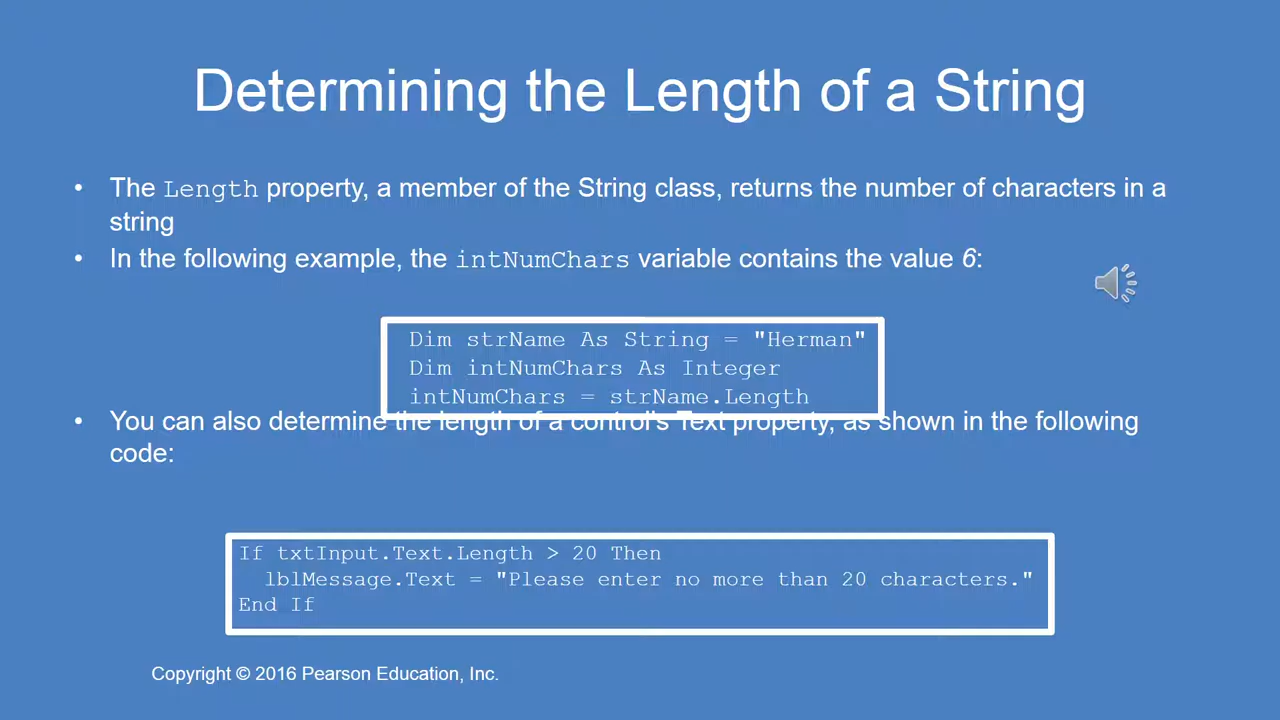 Determining the Length of a String
• The Length property, a member of the String class, returns the number of characters in a
string
• In the following example, the intNumChars variable contains the value 6:
Dim strName As String = "Herman"
Dim intNumChars As Integer
intNumChars = strName.Length
• You can also determine the length of a control's Text property, as shown in the following
code:
If txtInput.Text.Length > 20 Then
lblMessage.Text = "Please enter no more than 20 characters."
End If
Copyright © 2016 Pearson Education, Inc.